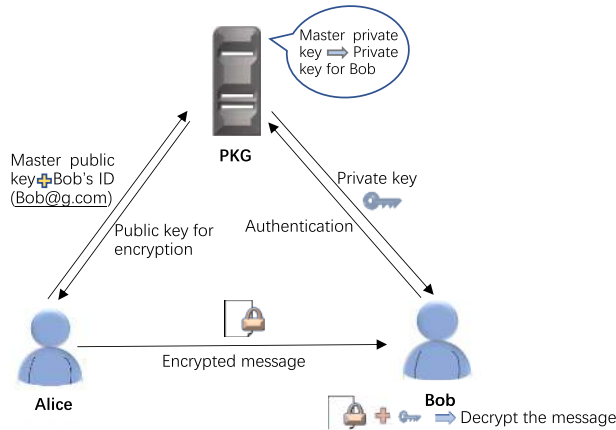 Master private
key Private
key for Bob
PKG
Master public
key Bob's ID
(Bob@g.com)
Private key
Public key for
encryption
Authentication
Encrypted message
Alice
Bob
Decrypt the message